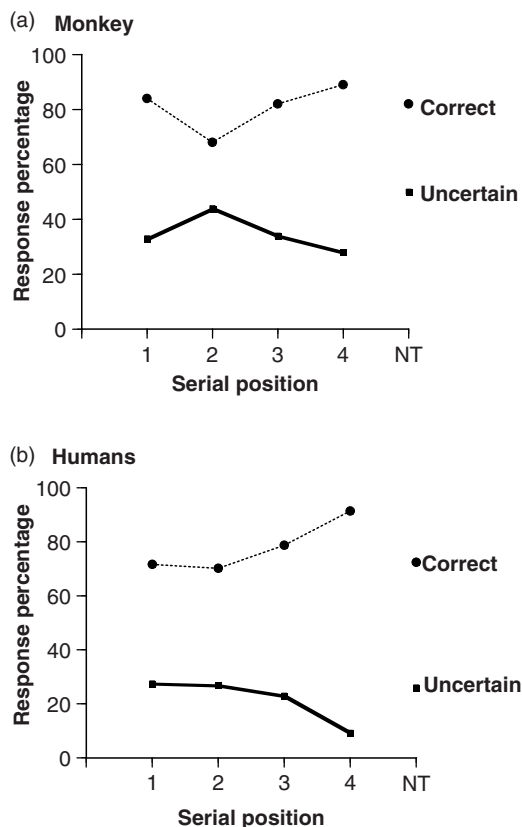 (a) Monkey
Response percentage
100
80
60
40
20
0
1 2 3 4 NT
Serial position
Correct
Uncertain
(b) Humans
Response percentage
100
80
60
40
20
0
1 2 3 4 NT
Serial position
Correct
Uncertain